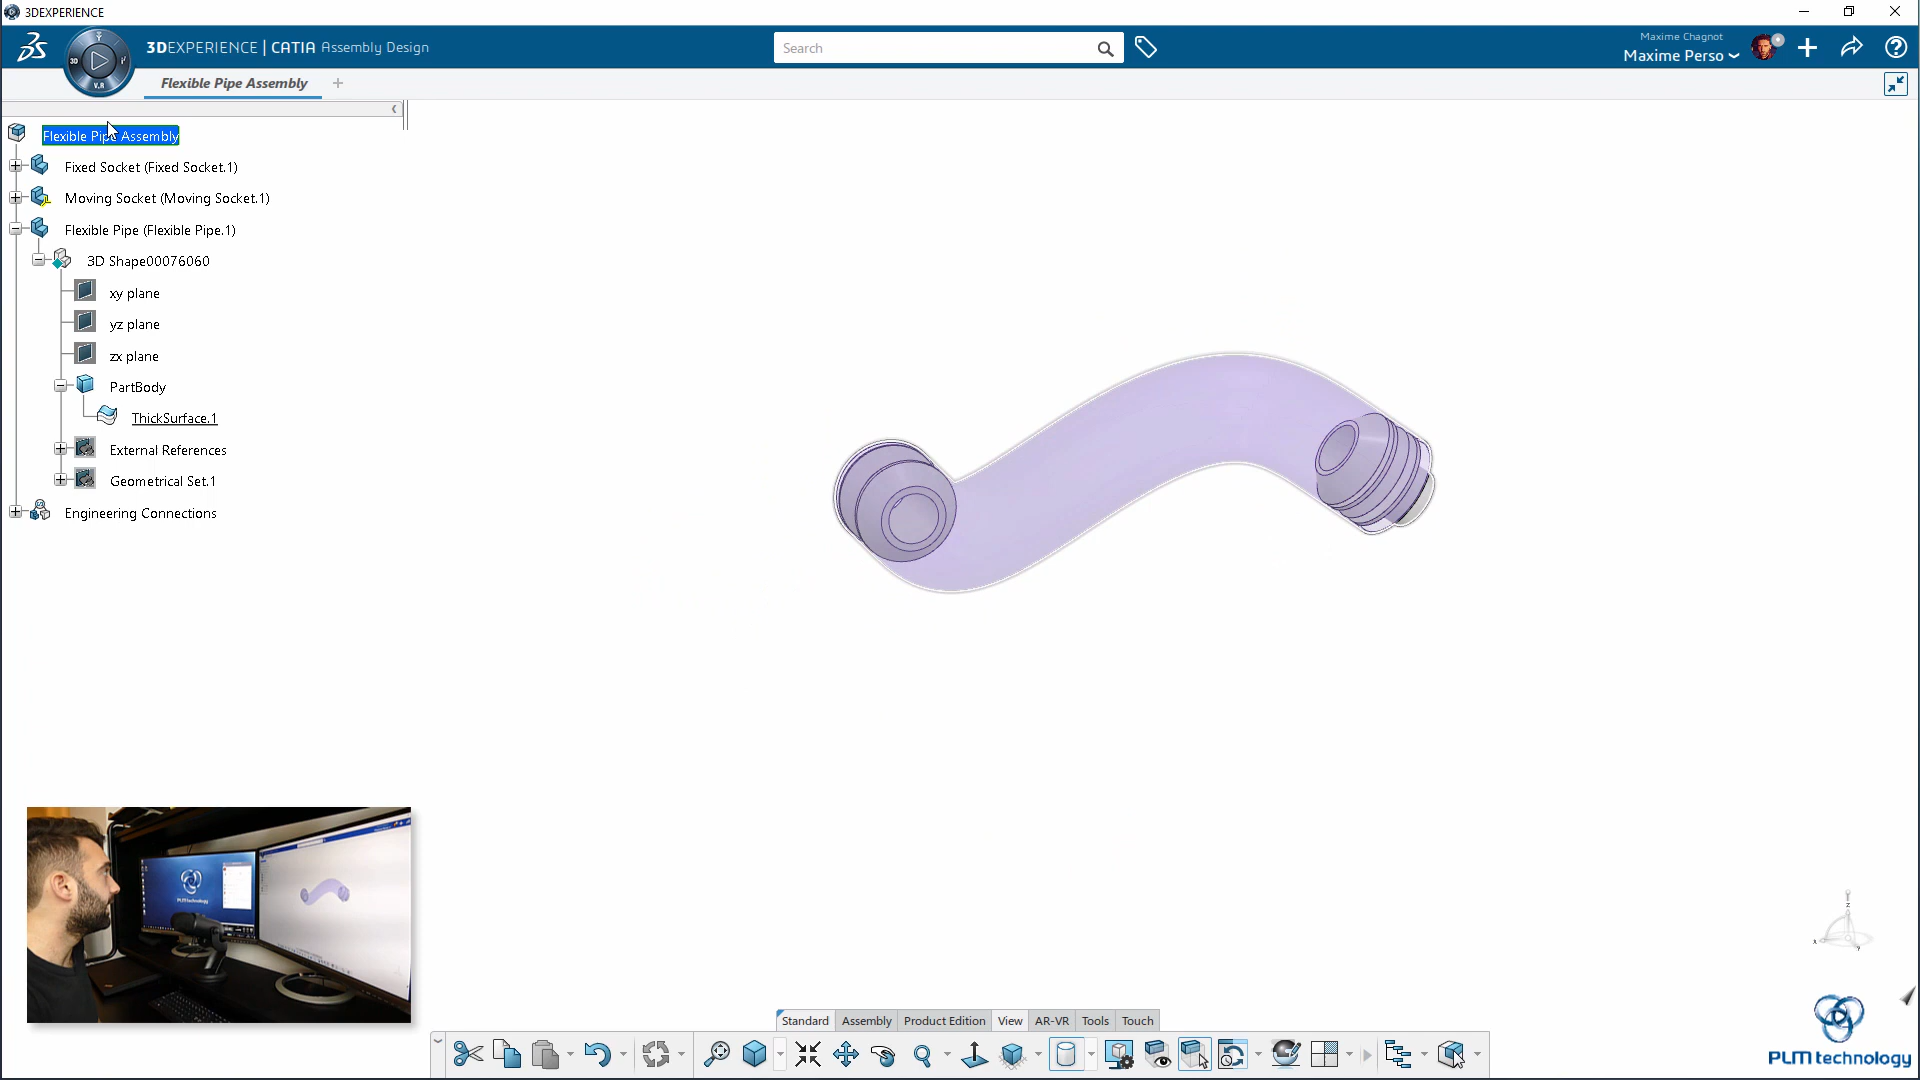 3DEXPERIENCE
3DEXPERIENCE | CATIA Assembly Design
Search
Maxime Chagnot
Maxime Perso
3D
V.R
Flexible Pipe Assembly
Flexible Pipe Assembly
Fixed Socket (Fixed Socket.1)
Moving Socket (Moving Socket.1)
Flexible Pipe (Flexible Pipe.1)
3D Shape00076060
xy plane
yz plane
zx plane
PartBody
ThickSurface.1
External References
Geometrical Set.1
Engineering Connections
PLMtechnology
z
x
y
Standard
Assembly
Product Edition
View
AR-VR
Tools
Touch
PLMtechnology